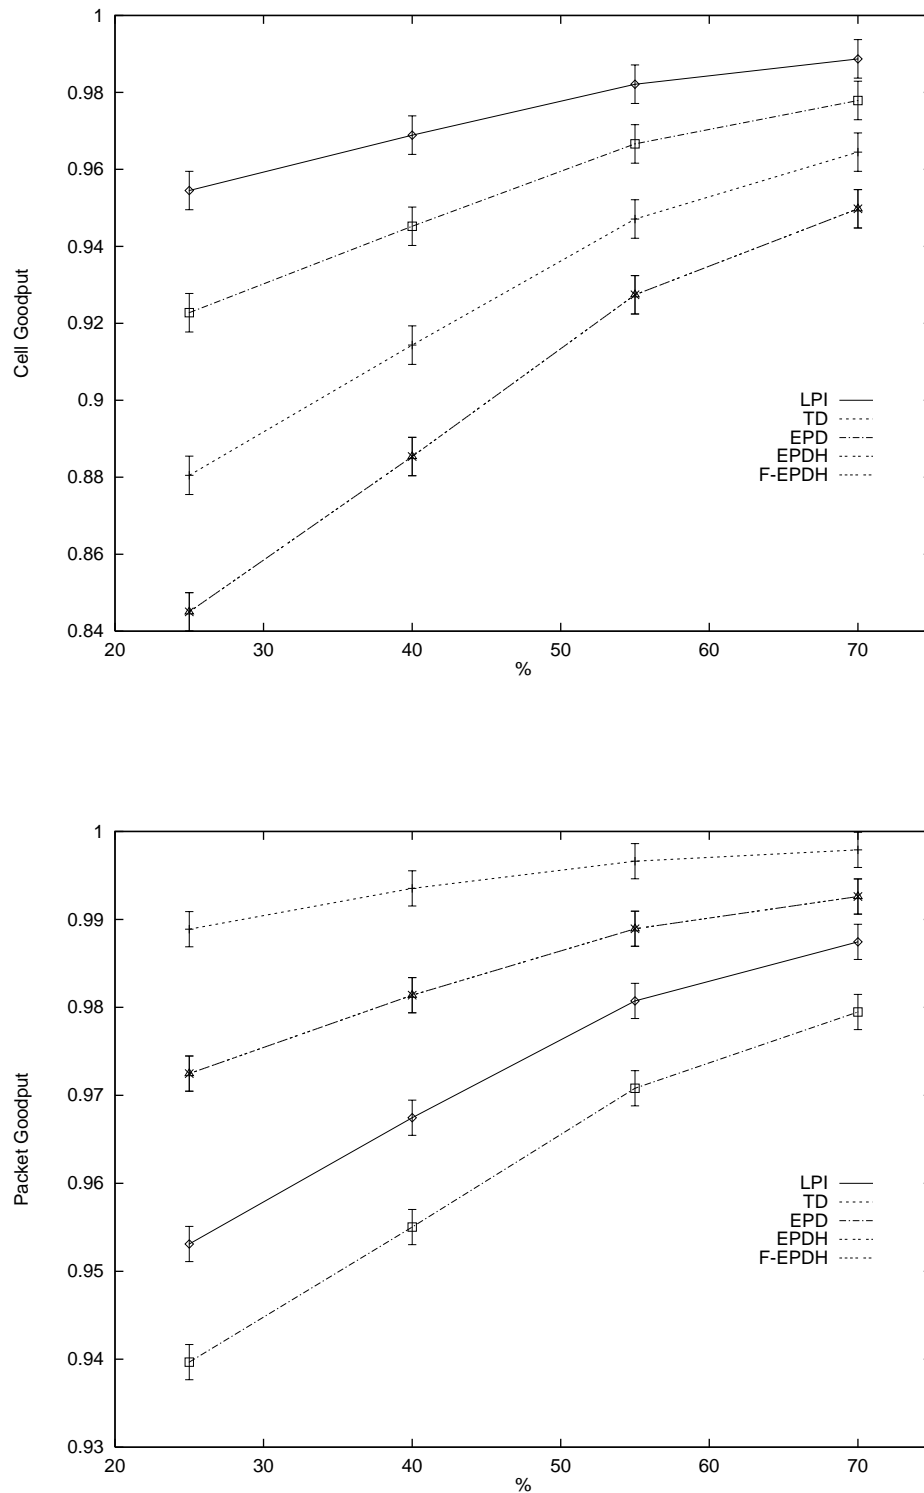 1
0.98
0.96
0.94
0.92
0.9
0.88
0.86
0.84
Cell Goodput
LPI
TD
EPD
EPDH
F-EPDH
20 30 40 50 60 70
%
1
0.99
0.98
0.97
0.96
0.95
0.94
0.93
Packet Goodput
LPI
TD
EPD
EPDH
F-EPDH
20 30 40 50 60 70
%